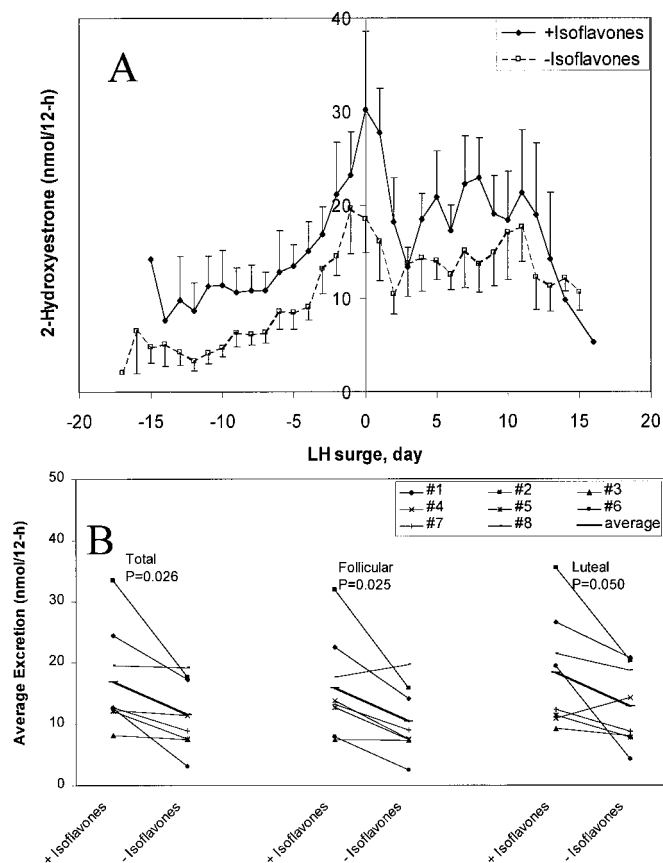 A
2-Hydroxyestrone (nmol/12-h)
40
30
20
10
0
+Isoflavones
-Isoflavones
-20 -15 -10 -5 0 5 10 15 20
LH surge, day
B
Average Excretion (nmol/12-h)
50
40
30
20
10
0
#1 #2 #3
#4 #5 #6
#7 #8 average
Total
P=0.026
Follicular
P=0.025
Luteal
P=0.050
+ Isoflavones
- Isoflavones
+ Isoflavones
- Isoflavones
+ Isoflavones
- Isoflavones